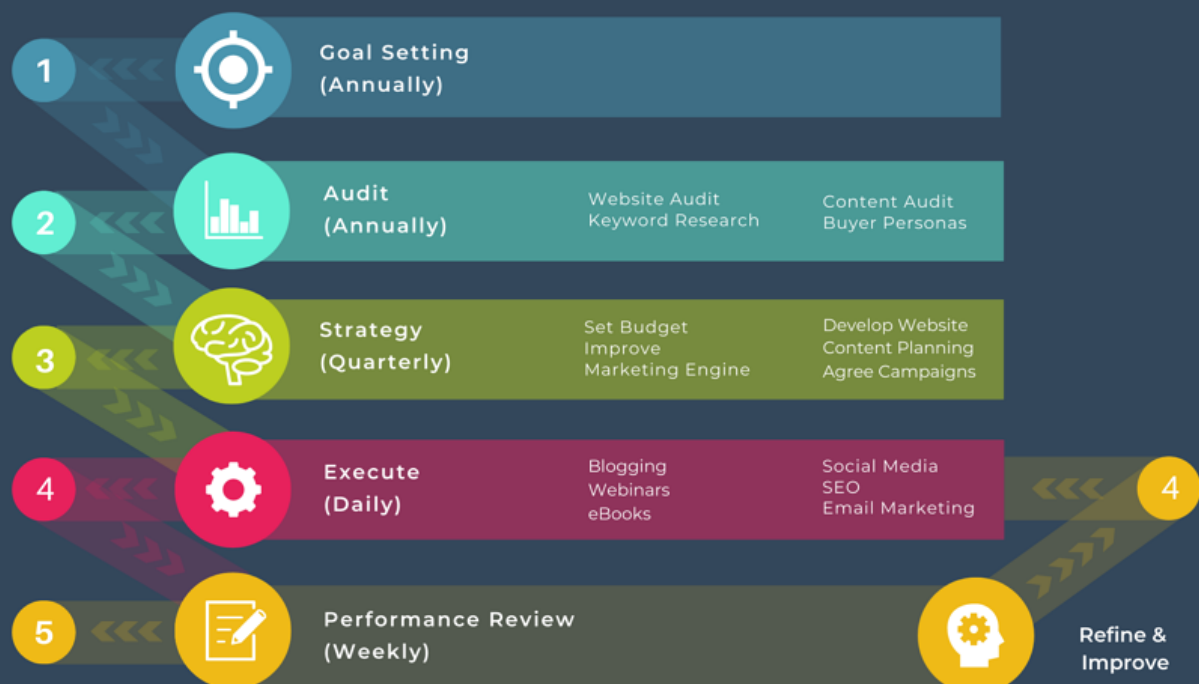 1
Goal Setting
(Annually)
2
Audit
(Annually)
Website Audit
Keyword Research
Content Audit
Buyer Personas
3
Strategy
(Quarterly)
Set Budget
Improve
Marketing Engine
Develop Website
Content Planning
Agree Campaigns
4
Execute
(Daily)
Blogging
Webinars
eBooks
Social Media
SEO
Email Marketing
4
5
Performance Review
(Weekly)
Refine &
Improve